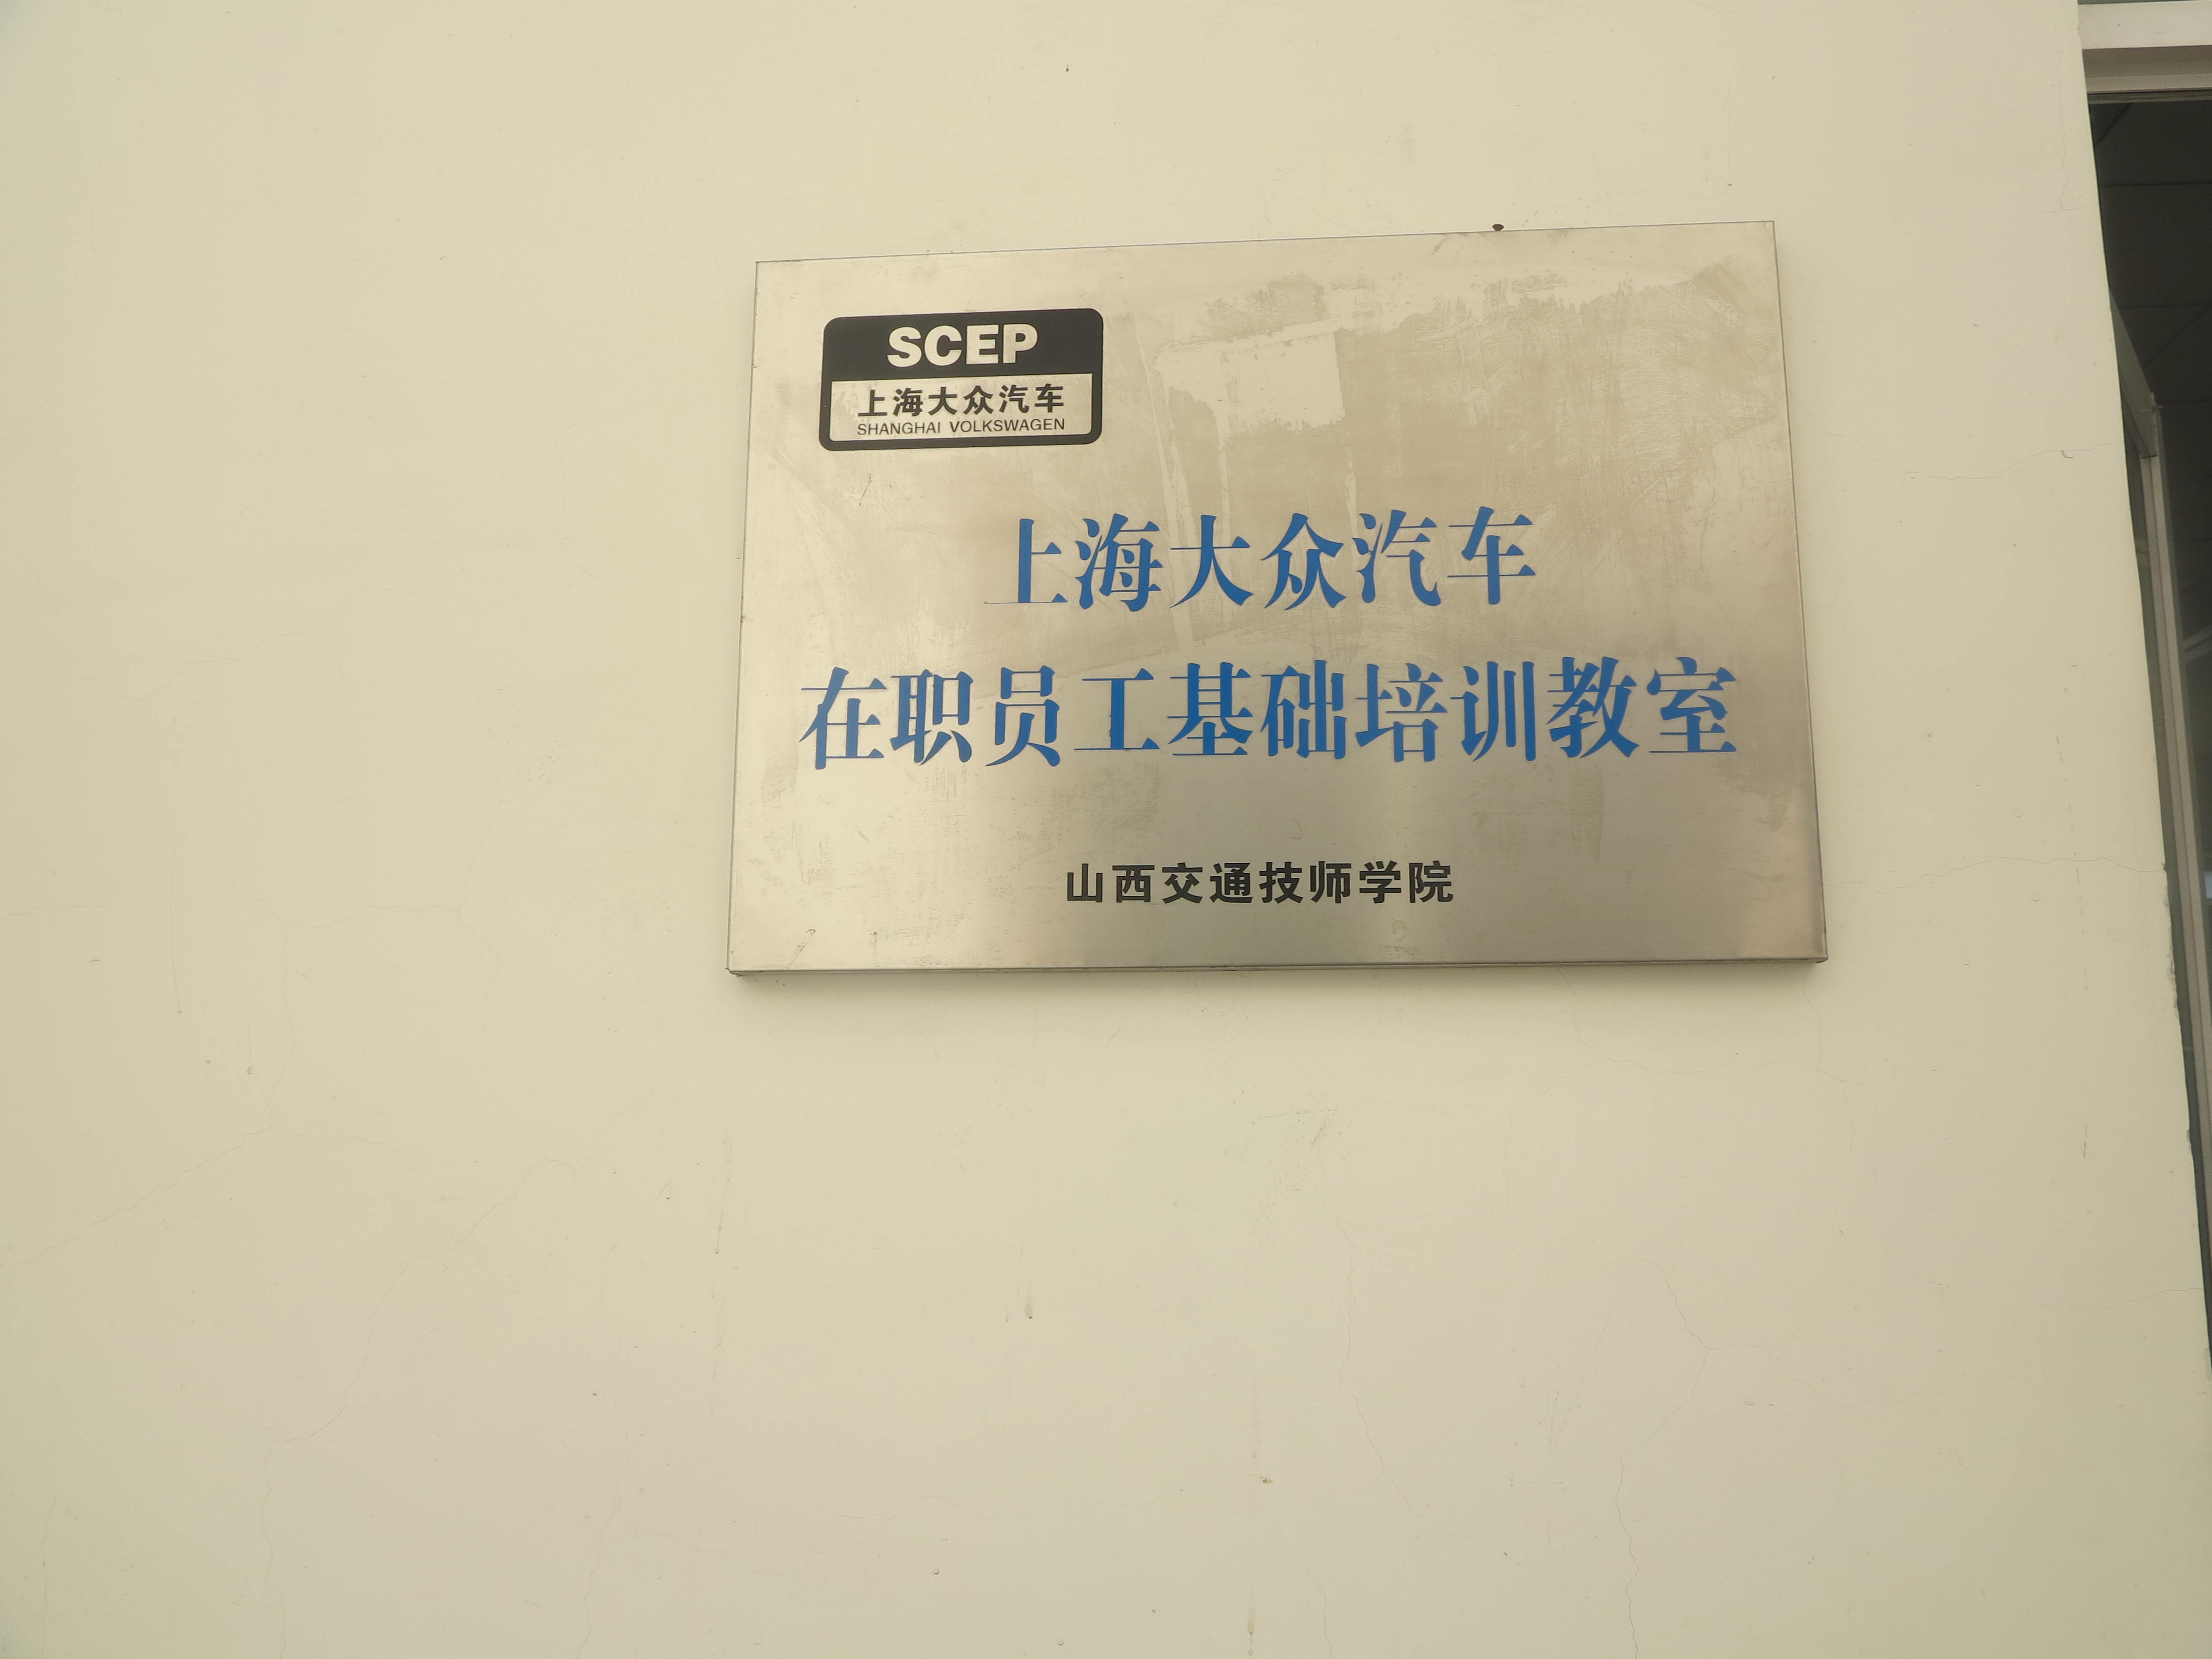 SCEP
上海大众汽车
SHANGHAI VOLKSWAGEN
上海大众汽车
在职员工基础培训教室
山西交通技师学院